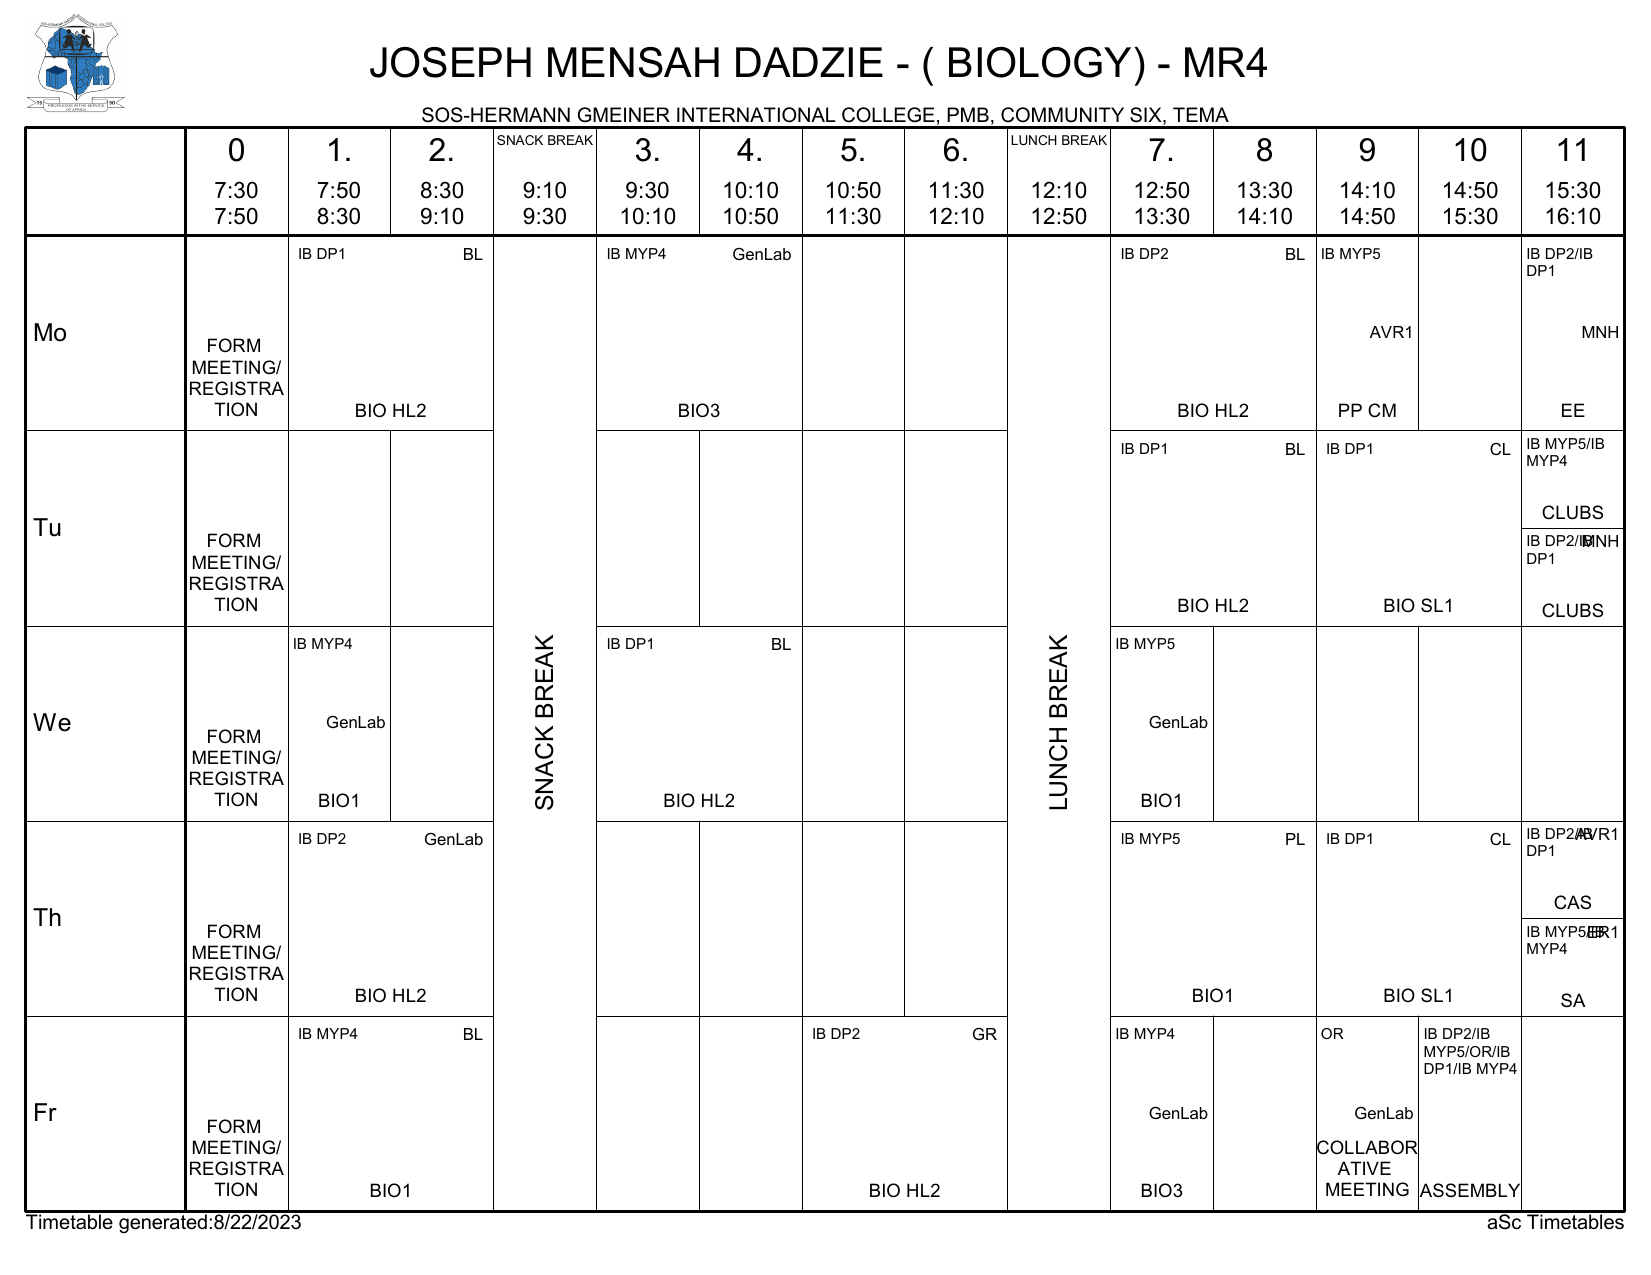 JOSEPH MENSAH DADZIE - ( BIOLOGY) - MR4
SOS-HERMANN GMEINER INTERNATIONAL COLLEGE, PMB, COMMUNITY SIX, TEMA
0 1. 2. SNACK BREAK 3. 4. 5. 6. LUNCH BREAK 7. 8 9 10 11
7:30 7:50 8:30 9:10 9:30 10:10 10:50 11:30 12:10 12:50 13:30 14:10 14:50 15:30
7:50 8:30 9:10 9:30 10:10 10:50 11:30 12:10 12:50 13:30 14:10 14:50 15:30 16:10
Mo
FORM
MEETING/
REGISTRA
TION
IB DP1 BL
BIO HL2
IB MYP4 GenLab
BIO3
IB DP2 BL
BIO HL2
IB MYP5
AVR1
PP CM
IB DP2/IB
DP1
MNH
EE
Tu
FORM
MEETING/
REGISTRA
TION
IB DP1 BL
BIO HL2
IB DP1 CL
BIO SL1
IB MYP5/IB
MYP4
CLUBS
IB DP2/IB MNH
DP1
CLUBS
We
FORM
MEETING/
REGISTRA
TION
IB MYP4
GenLab
BIO1
SNACK BREAK
IB DP1 BL
BIO HL2
LUNCH BREAK
IB MYP5
GenLab
BIO1
Th
FORM
MEETING/
REGISTRA
TION
IB DP2 GenLab
BIO HL2
IB MYP5 PL
BIO1
IB DP1 CL
BIO SL1
IB DP2/IB AVR1
DP1
CAS
IB MYP5/IB
MYP4
SA
Fr
FORM
MEETING/
REGISTRA
TION
IB MYP4 BL
BIO1
IB DP2 GR
BIO HL2
IB MYP4
GenLab
BIO3
OR
GenLab
COLLABOR
ATIVE
MEETING
IB DP2/IB
MYP5/OR/IB
DP1/IB MYP4
ASSEMBLY
Timetable generated:8/22/2023
aSc Timetables